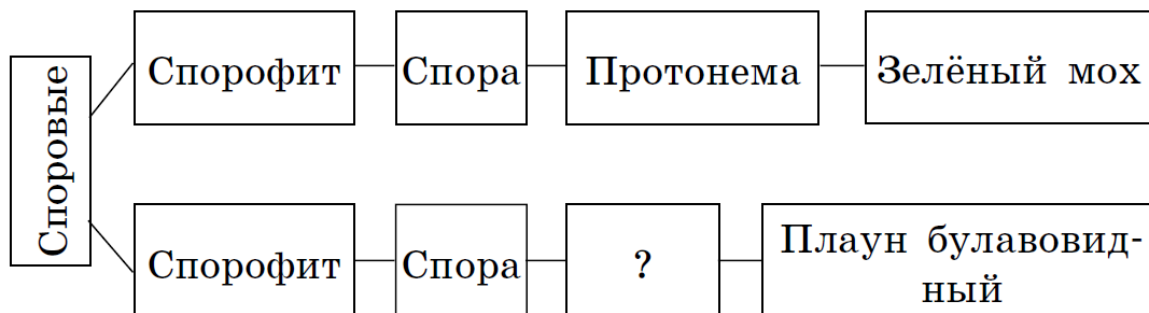 Споровые
Спорофит
Спора
Протонема
Зелёный мох
Спорофит
Спора
?
Плаун булавовид-
ный